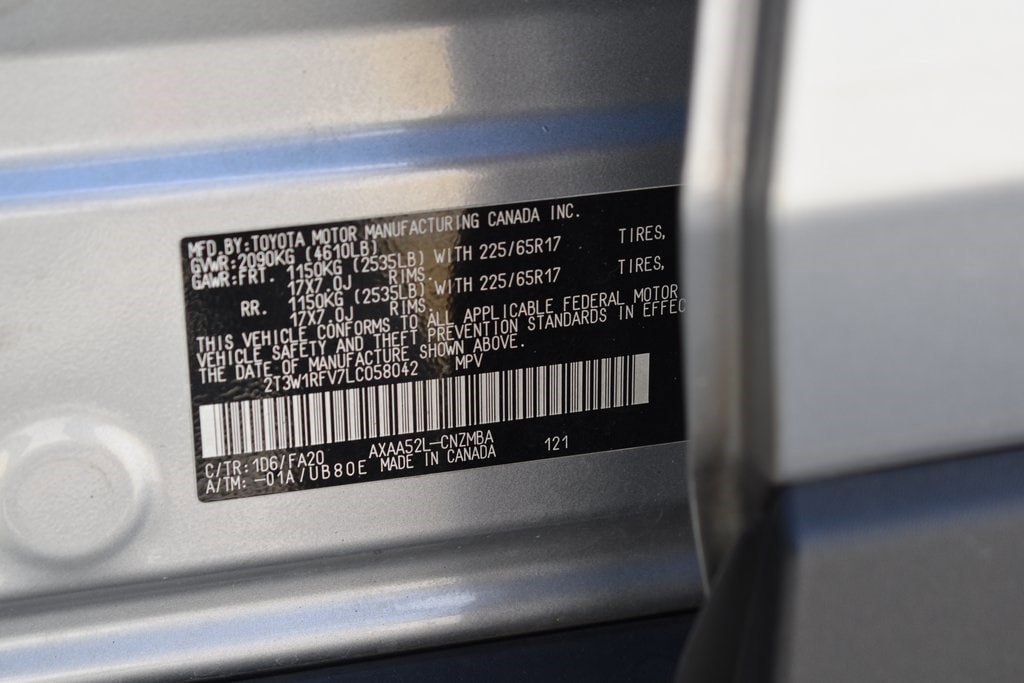 MFD.BY:TOYOTA MOTOR MANUFACTURING CANADA INC.
GVWR:2090KG (4610LB)
GAWR:FRT. 1150KG (2535LB) WITH 225/65R17 TIRES,
17X7.0J RIMS.
RR. 1150KG (2535LB) WITH 225/65R17 TIRES,
17X7.0J RIMS.
THIS VEHICLE CONFORMS TO ALL APPLICABLE FEDERAL MOTOR
VEHICLE SAFETY AND THEFT PREVENTION STANDARDS IN EFFEC
THE DATE OF MANUFACTURE SHOWN ABOVE.
2T3W1RFV7LC058042 MPV
AXAA52L-CNZMBA 121
C/TR:1D6/FA20
A/TM: -01A/UB80E MADE IN CANADA